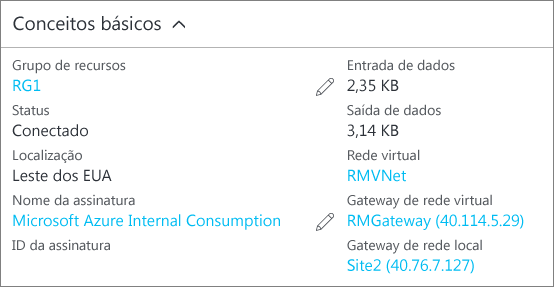 Conceitos básicos
Grupo de recursos
RG1
Status
Conectado
Localização
Leste dos EUA
Nome da assinatura
Microsoft Azure Internal Consumption
ID da assinatura
Entrada de dados
2,35 KB
Saída de dados
3,14 KB
Rede virtual
RMVNet
Gateway de rede virtual
RMGateway (40.114.5.29)
Gateway de rede local
Site2 (40.76.7.127)